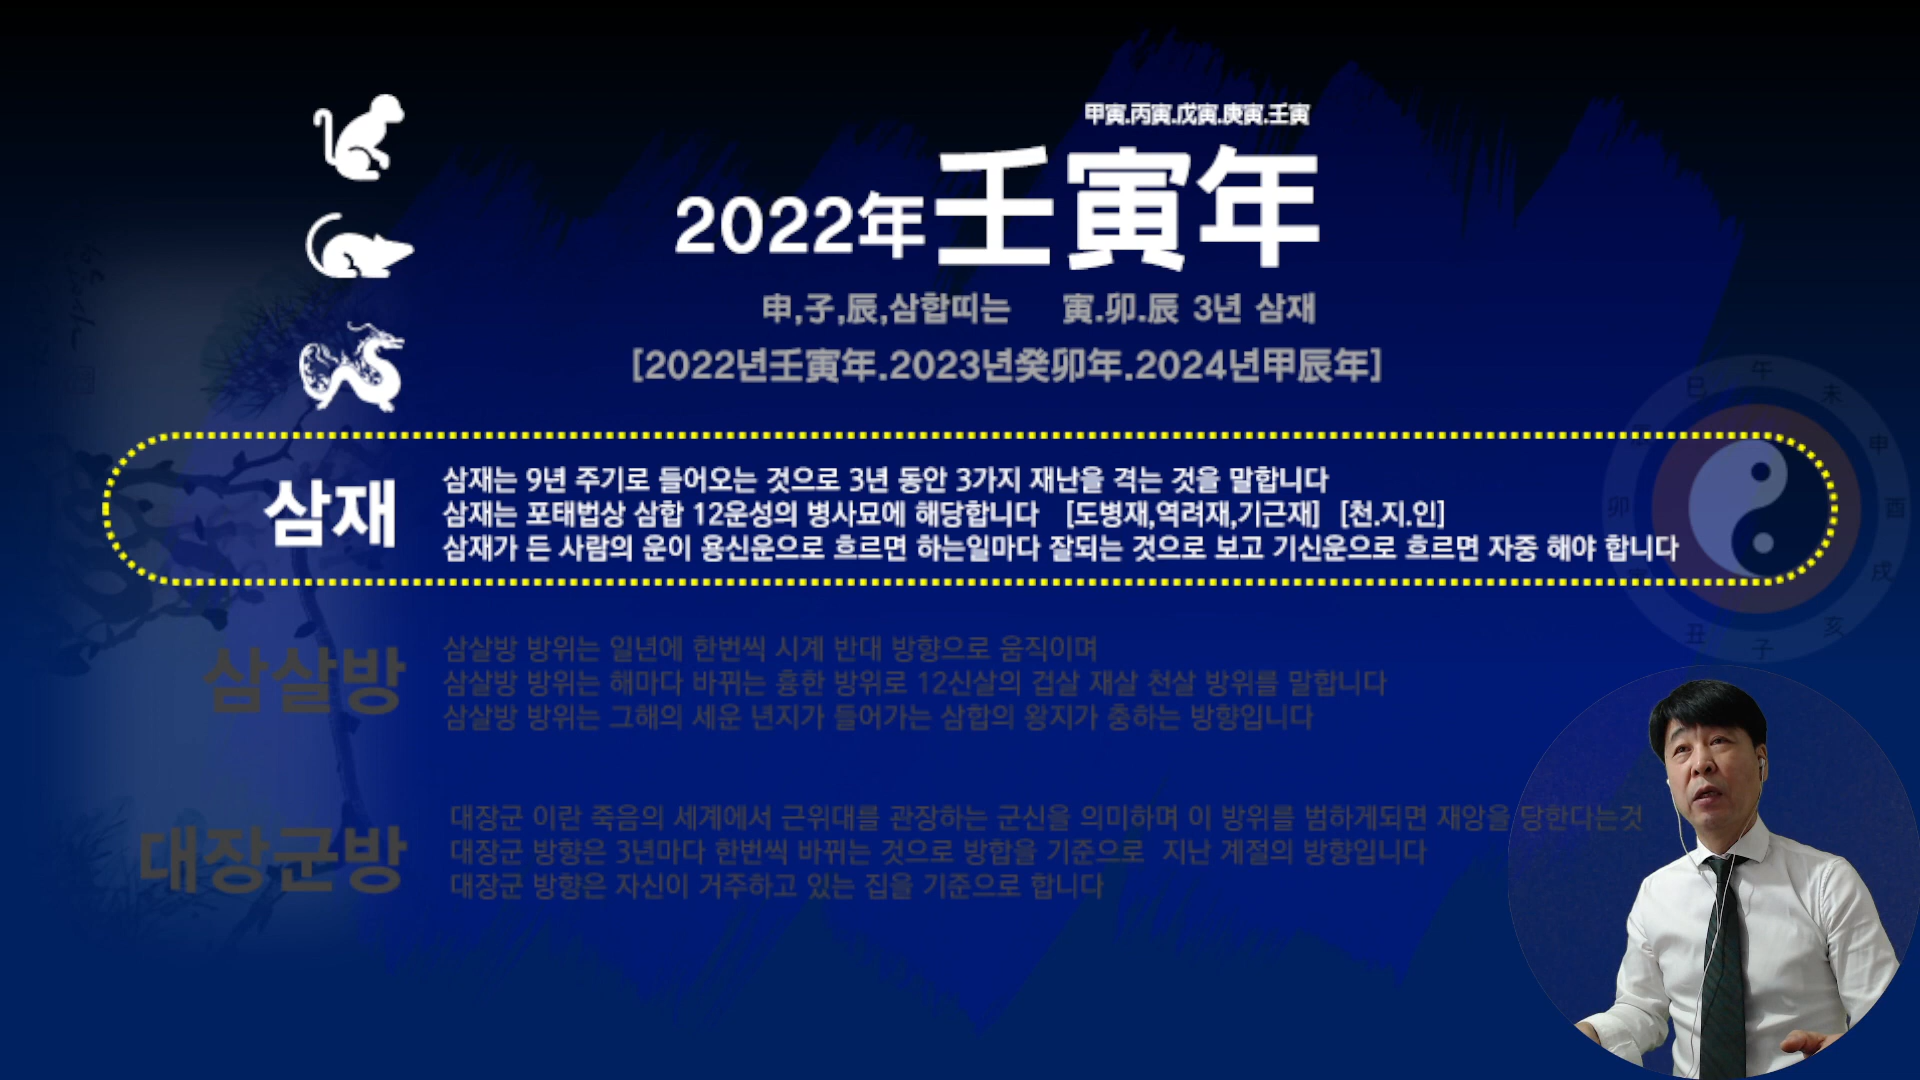 甲寅.丙寅.戊寅.庚寅.壬寅
2022年壬寅年
申,子,辰,삼합띠는 寅.卯.辰 3년 삼재
[2022년壬寅年.2023년癸卯年.2024년甲辰年]
삼재
삼재는 9년 주기로 들어오는 것으로 3년 동안 3가지 재난을 격는 것을 말합니다
삼재는 포태법상 삼합 12운성의 병사묘에 해당합니다 [도병재,역려재,기근재] [천.지.인]
삼재가 든 사람의 운이 용신운으로 흐르면 하는일마다 잘되는 것으로 보고 기신운으로 흐르면 자중 해야 합니다
삼살방
삼살방 방위는 일년에 한번씩 시계 반대 방향으로 움직이며
삼살방 방위는 해마다 바뀌는 흉한 방위로 12신살의 겁살 재살 천살 방위를 말합니다
삼살방 방위는 그해의 세운 년지가 들어가는 삼합의 왕지가 충하는 방향입니다
대장군방
대장군 이란 죽음의 세계에서 근위대를 관장하는 군신을 의미하며 이 방위를 범하게되면 재앙을 당한다는것
대장군 방향은 3년마다 한번씩 바뀌는 것으로 방합을 기준으로 지난 계절의 방향입니다
대장군 방향은 자신이 거주하고 있는 집을 기준으로 합니다
巳 午 未
申
卯 酉
戌
丑 子 亥